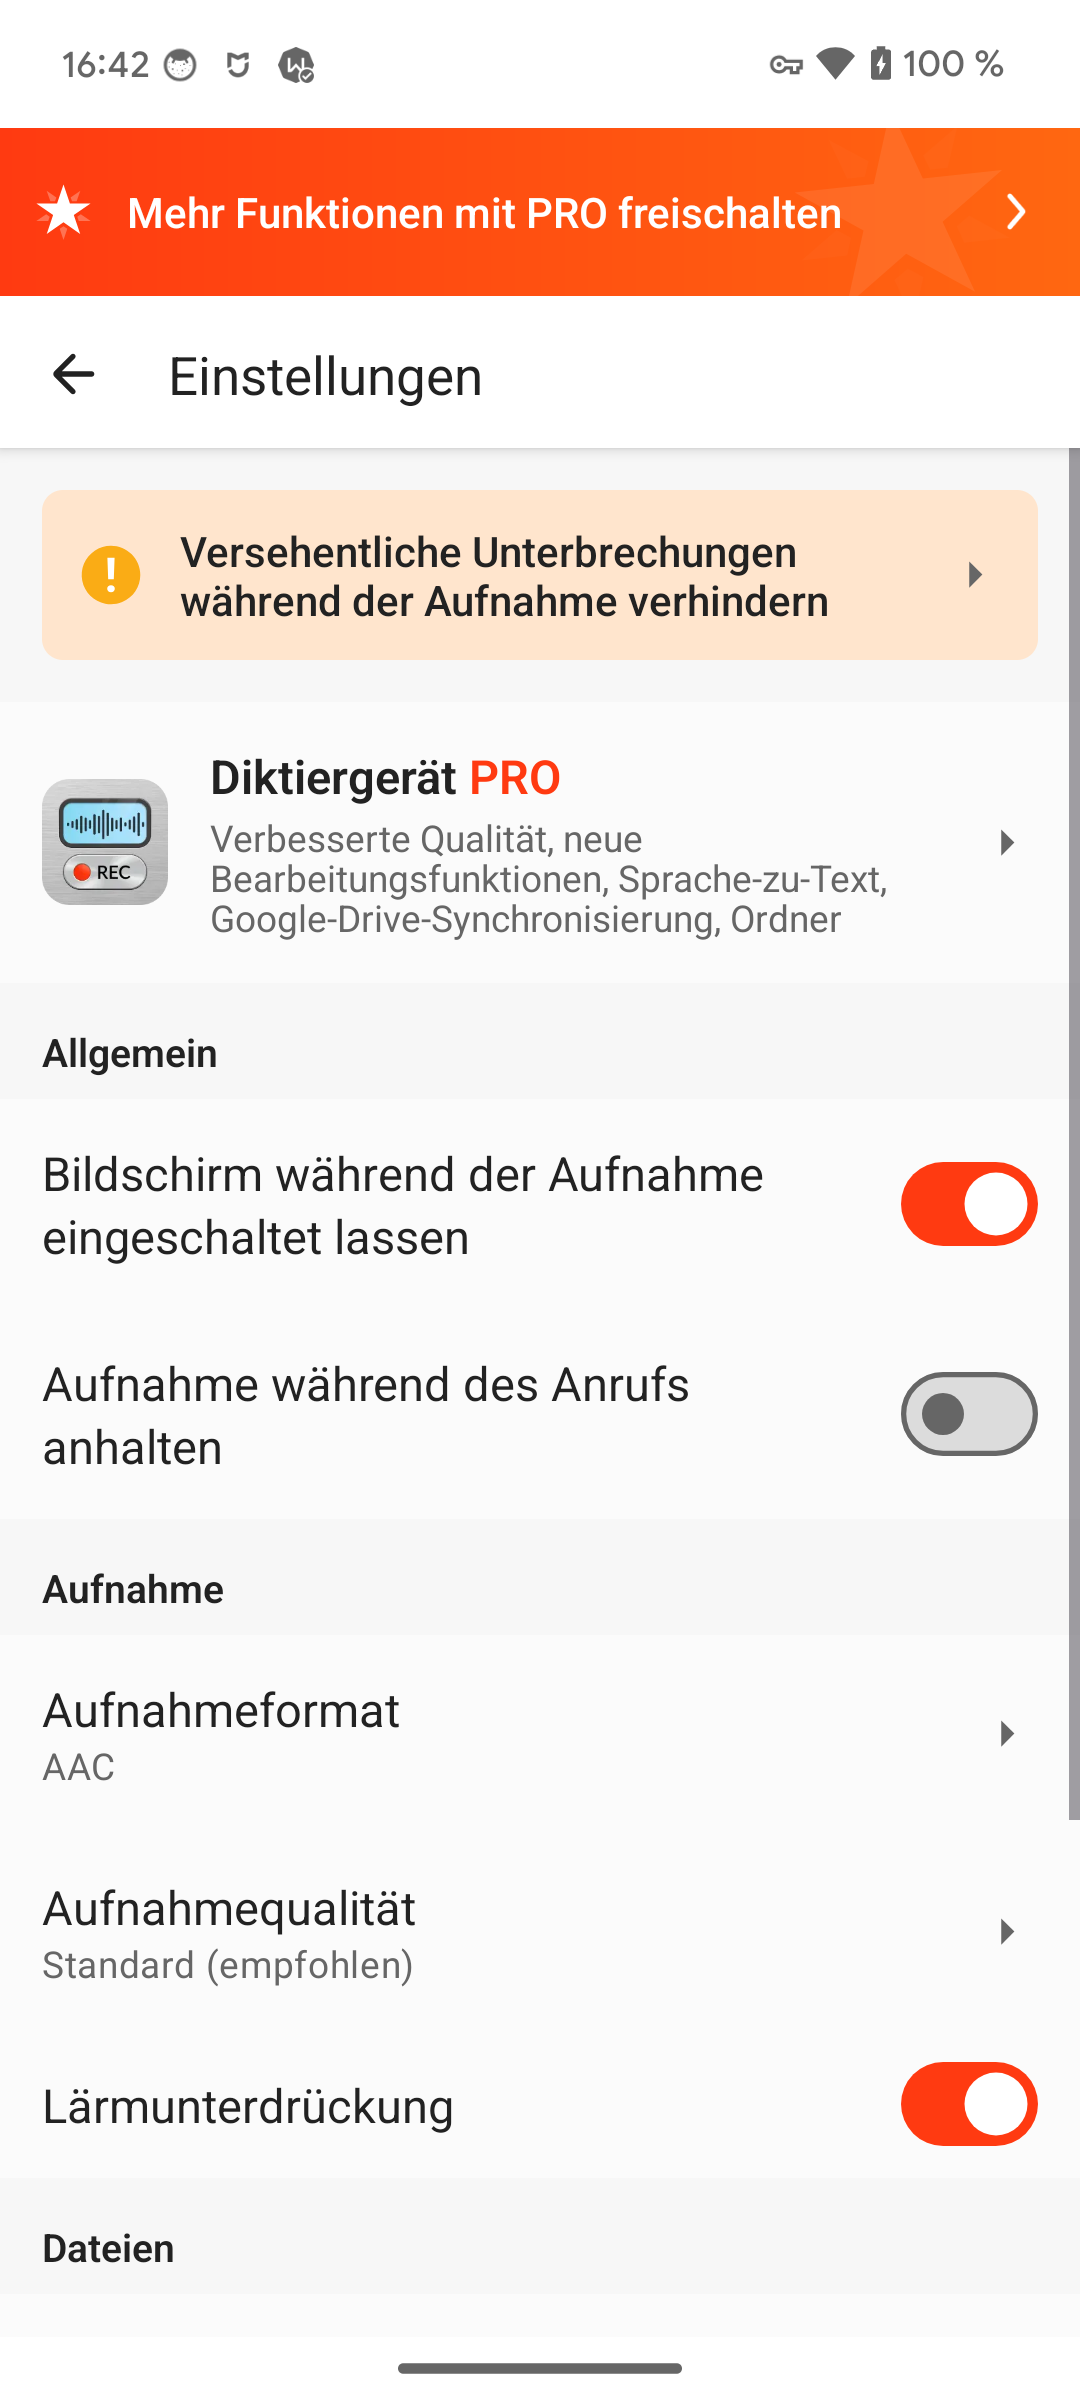 16:42
100 %
Mehr Funktionen mit PRO freischalten
Einstellungen
Versehentliche Unterbrechungen
während der Aufnahme verhindern
Diktiergerät PRO
Verbesserte Qualität, neue
Bearbeitungsfunktionen, Sprache-zu-Text,
Google-Drive-Synchronisierung, Ordner
REC
Allgemein
Bildschirm während der Aufnahme
eingeschaltet lassen
Aufnahme während des Anrufs
anhalten
Aufnahme
Aufnahmeformat
AAC
Aufnahmequalität
Standard (empfohlen)
Lärmunterdrückung
Dateien